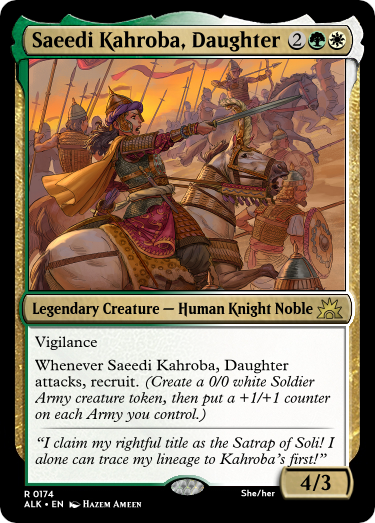 Saeedi Kahroba, Daughter 2
Legendary Creature — Human Knight Noble
Vigilance
Whenever Saeedi Kahroba, Daughter
attacks, recruit. (Create a 0/0 white Soldier
Army creature token, then put a +1/+1 counter
on each Army you control.)
“I claim my rightful title as the Satrap of Soli! I
alone can trace my lineage to Kahroba’s first!”
4/3
R 0174
She/her
ALK • EN Hazem Ameen